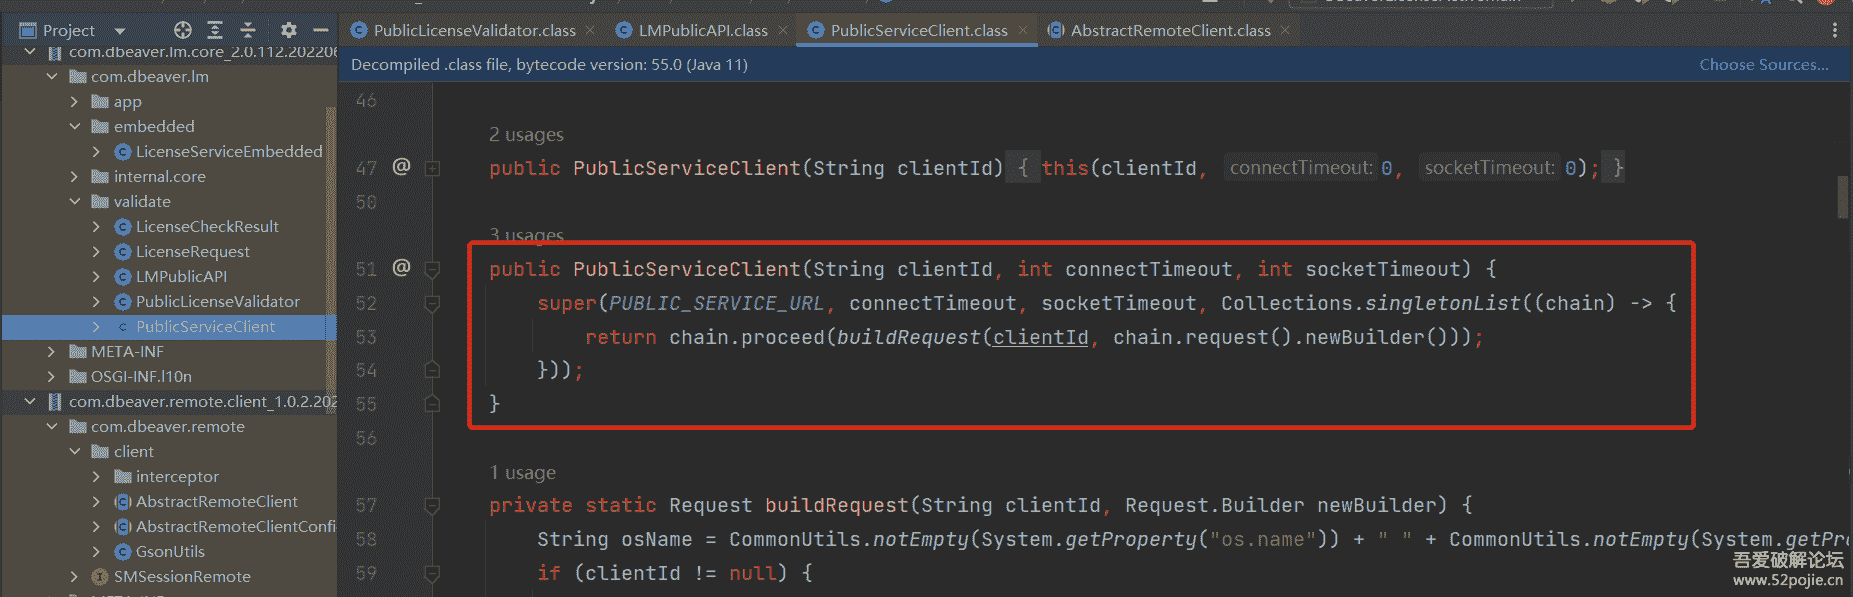 Project
PublicLicenseValidator.class
LMPublicAPI.class
PublicServiceClient.class
AbstractRemoteClient.class
Decompiled .class file, bytecode version: 55.0 (Java 11)
Choose Sources...
com.dbeaver.lm.core_2.0.112.202206
com.dbeaver.lm
app
embedded
LicenseServiceEmbedded
internal.core
validate
LicenseCheckResult
LicenseRequest
LMPublicAPI
PublicLicenseValidator
PublicServiceClient
META-INF
OSGI-INF.l10n
com.dbeaver.remote.client_1.0.2.202
com.dbeaver.remote
client
interceptor
AbstractRemoteClient
AbstractRemoteClientConfi
GsonUtils
SMSessionRemote
46
2 usages
47 @ public PublicServiceClient(String clientId) { this(clientId, connectTimeout: 0, socketTimeout: 0); }
50
3 usages
51 @ public PublicServiceClient(String clientId, int connectTimeout, int socketTimeout) {
52 super(PUBLIC_SERVICE_URL, connectTimeout, socketTimeout, Collections.singletonList((chain) -> {
53 return chain.proceed(buildRequest(clientId, chain.request().newBuilder()));
54 }));
55 }
56
1 usage
57 private static Request buildRequest(String clientId, Request.Builder newBuilder) {
58 String osName = CommonUtils.notEmpty(System.getProperty("os.name")) + " " + CommonUtils.notEmpty(System.getPr
59 if (clientId != null) {
吾爱破解论坛
www.52pojie.cn